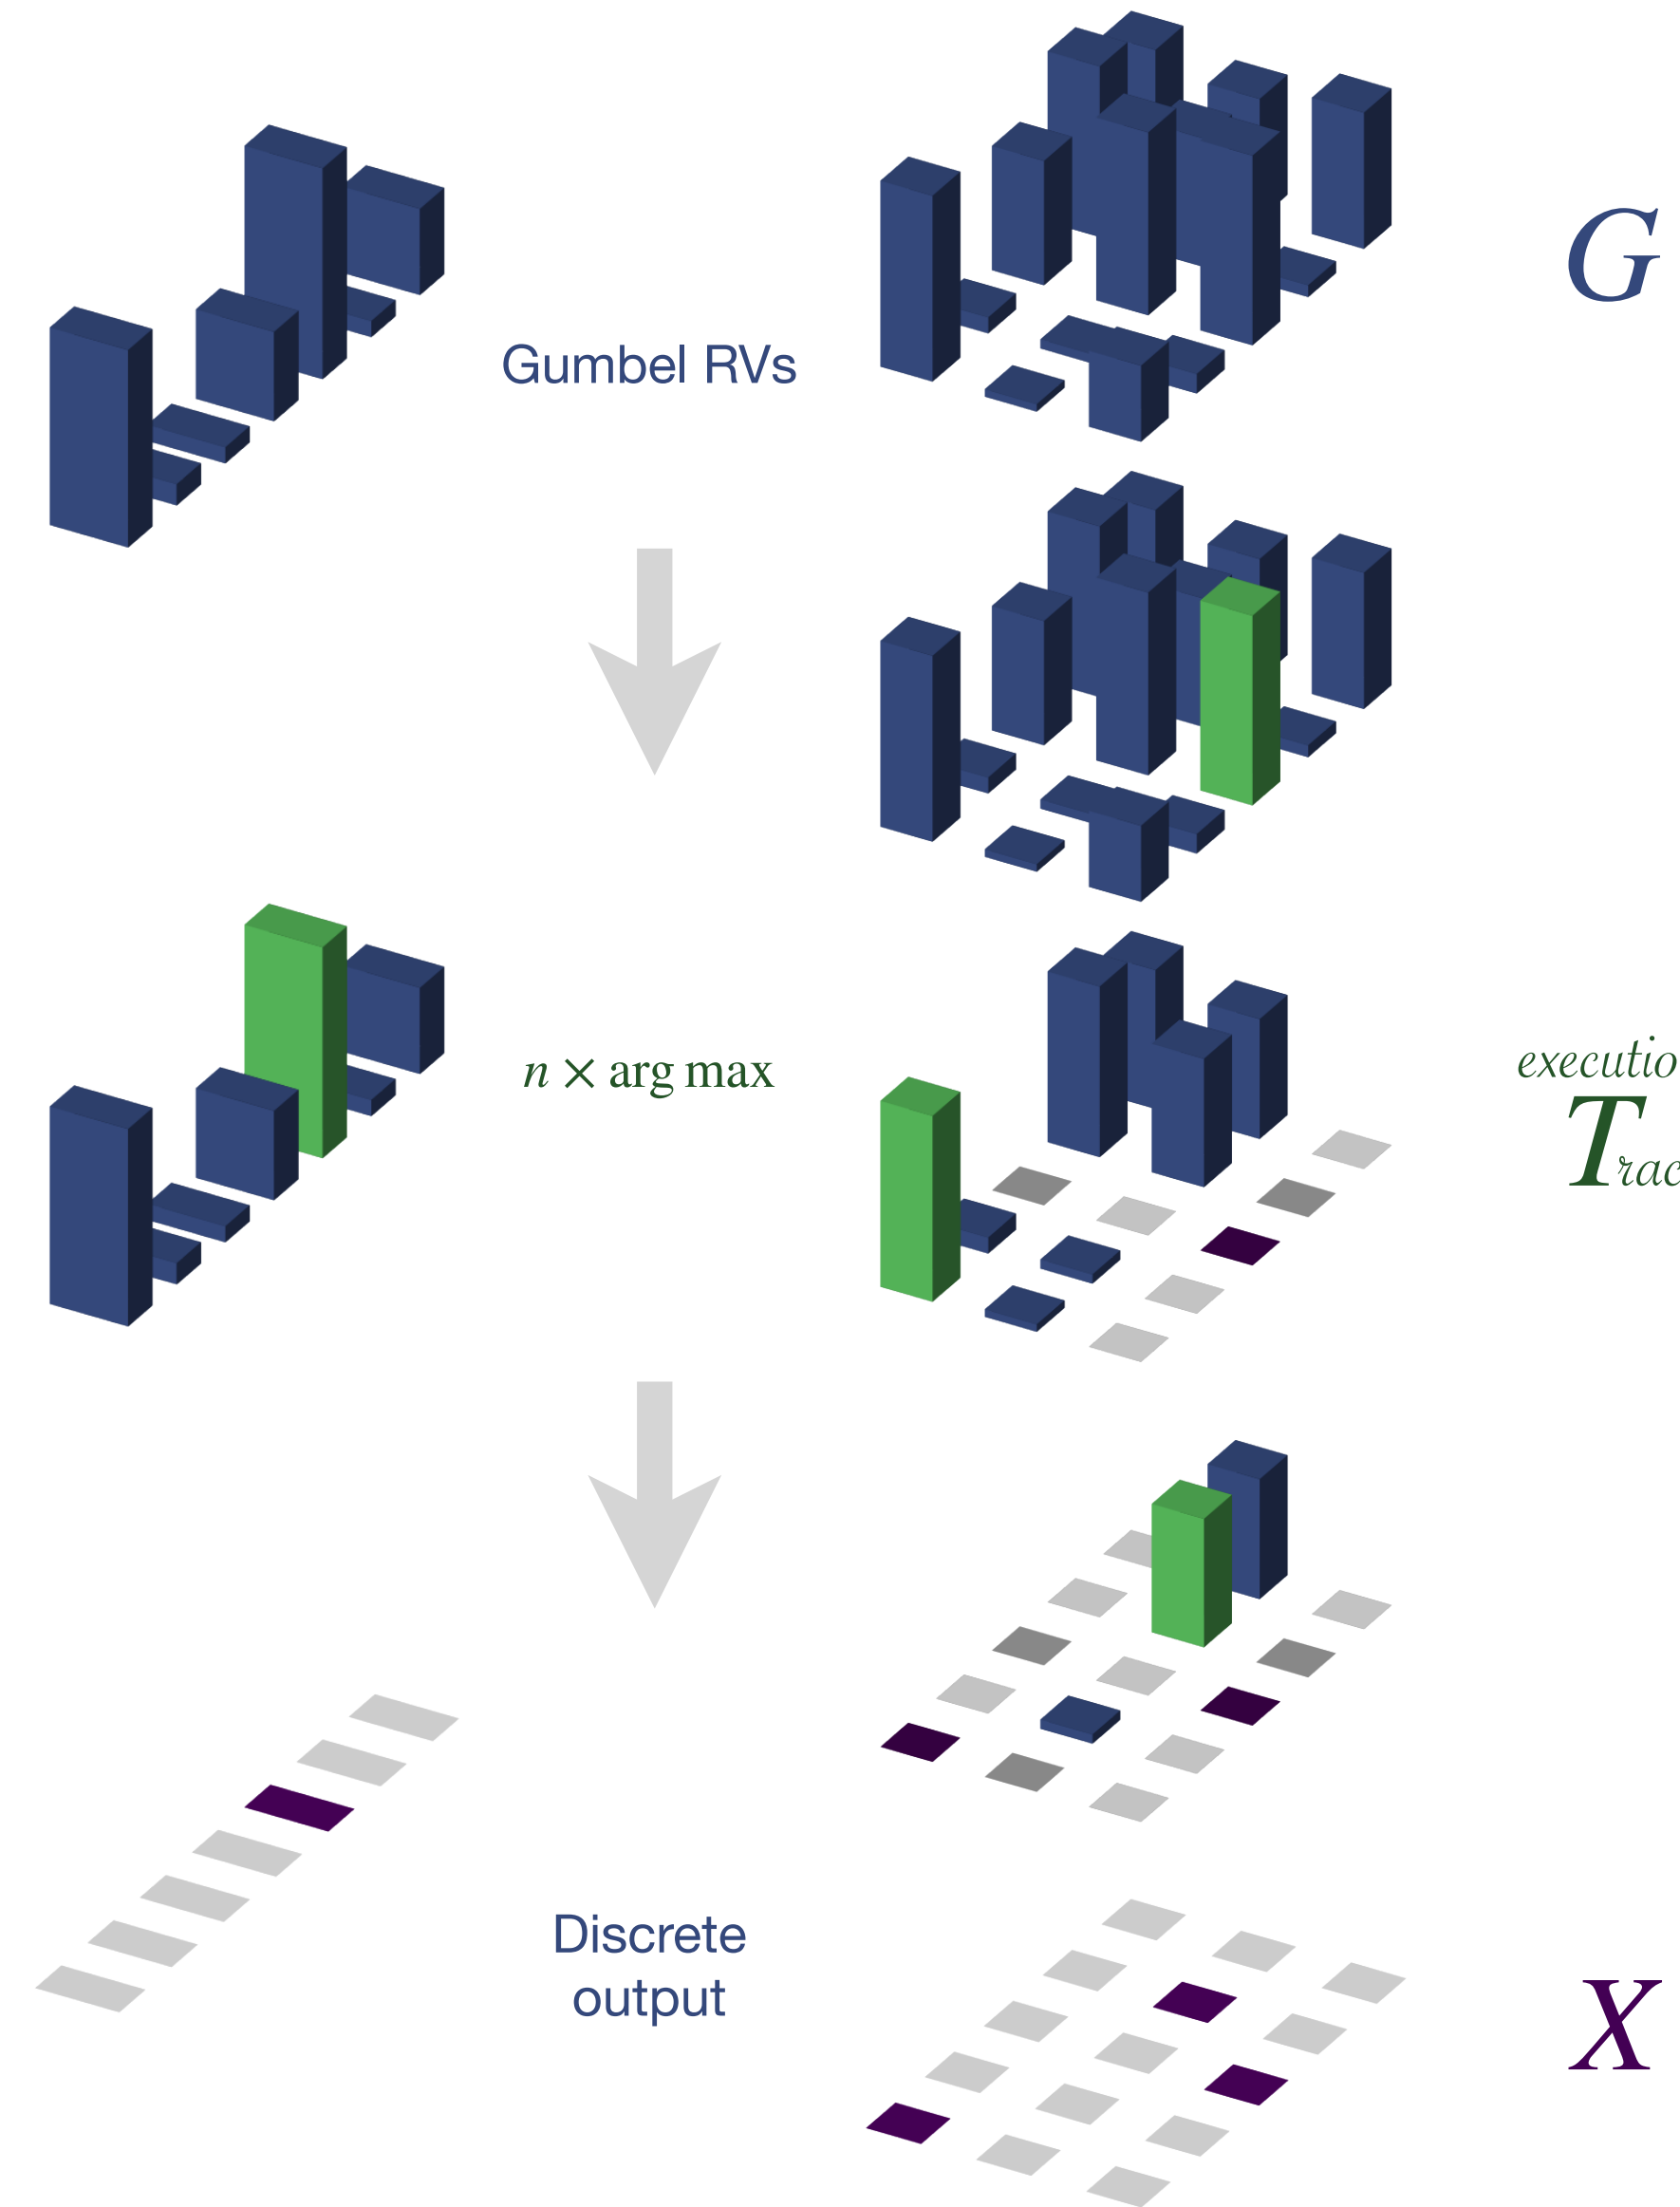 Gumbel RVs
G
n × arg max
executio
Trac
Discrete
output
X